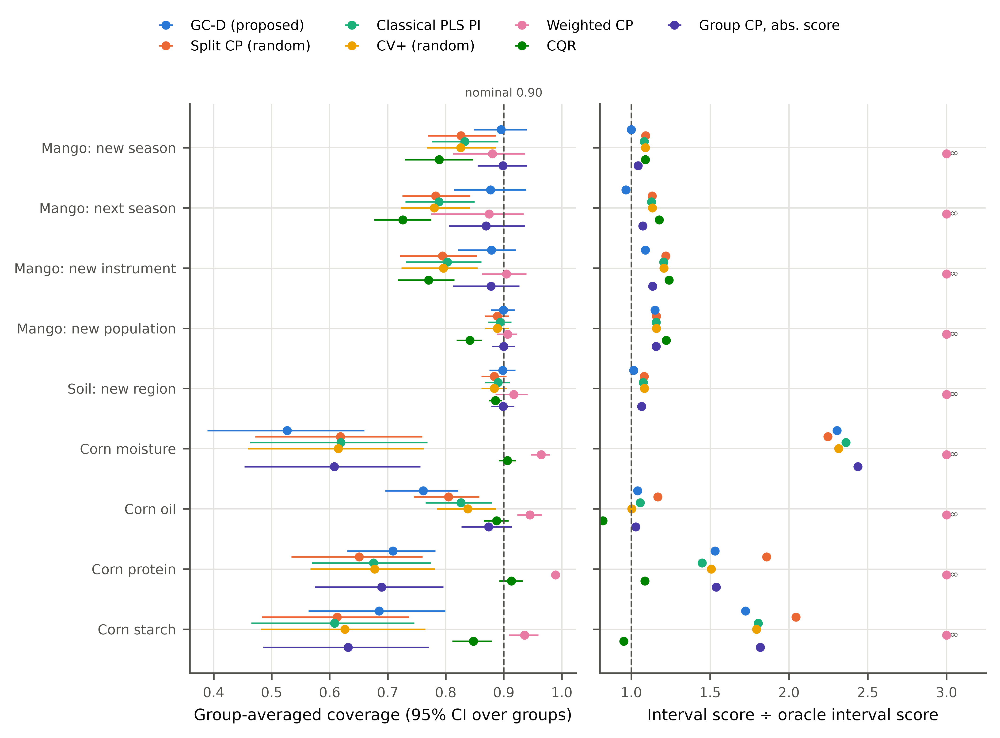 GC-D (proposed)
Split CP (random)
Classical PLS PI
CV+ (random)
Weighted CP
CQR
Group CP, abs. score
nominal 0.90
Mango: new season
Mango: next season
Mango: new instrument
Mango: new population
Soil: new region
Corn moisture
Corn oil
Corn protein
Corn starch
∞
∞
∞
∞
∞
∞
∞
∞
∞
0.4 0.5 0.6 0.7 0.8 0.9 1.0
Group-averaged coverage (95% CI over groups)
1.0 1.5 2.0 2.5 3.0
Interval score ÷ oracle interval score